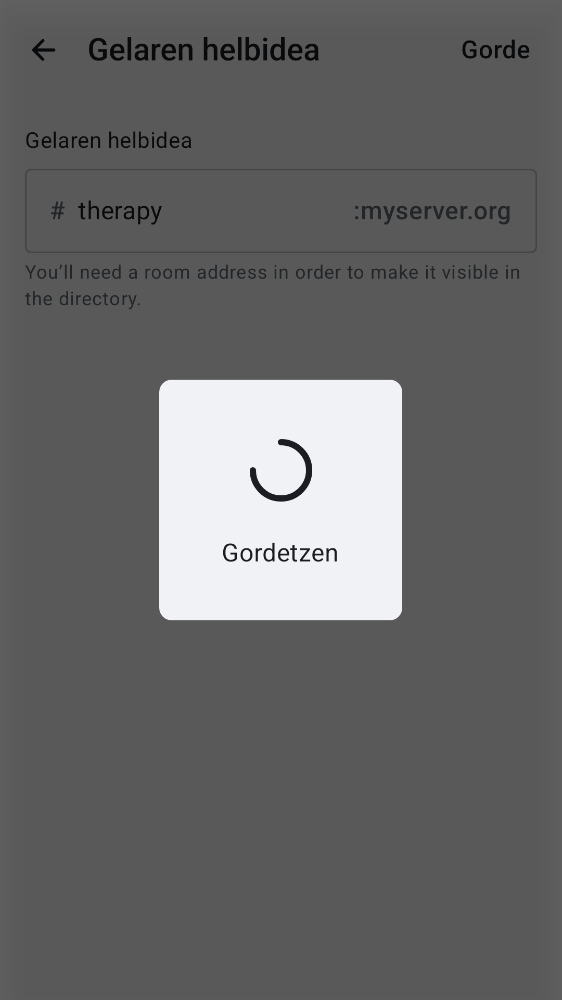 Gelaren helbidea
Gorde
Gelaren helbidea
# therapy :myserver.org
You’ll need a room address in order to make it visible in
the directory.
Gordetzen